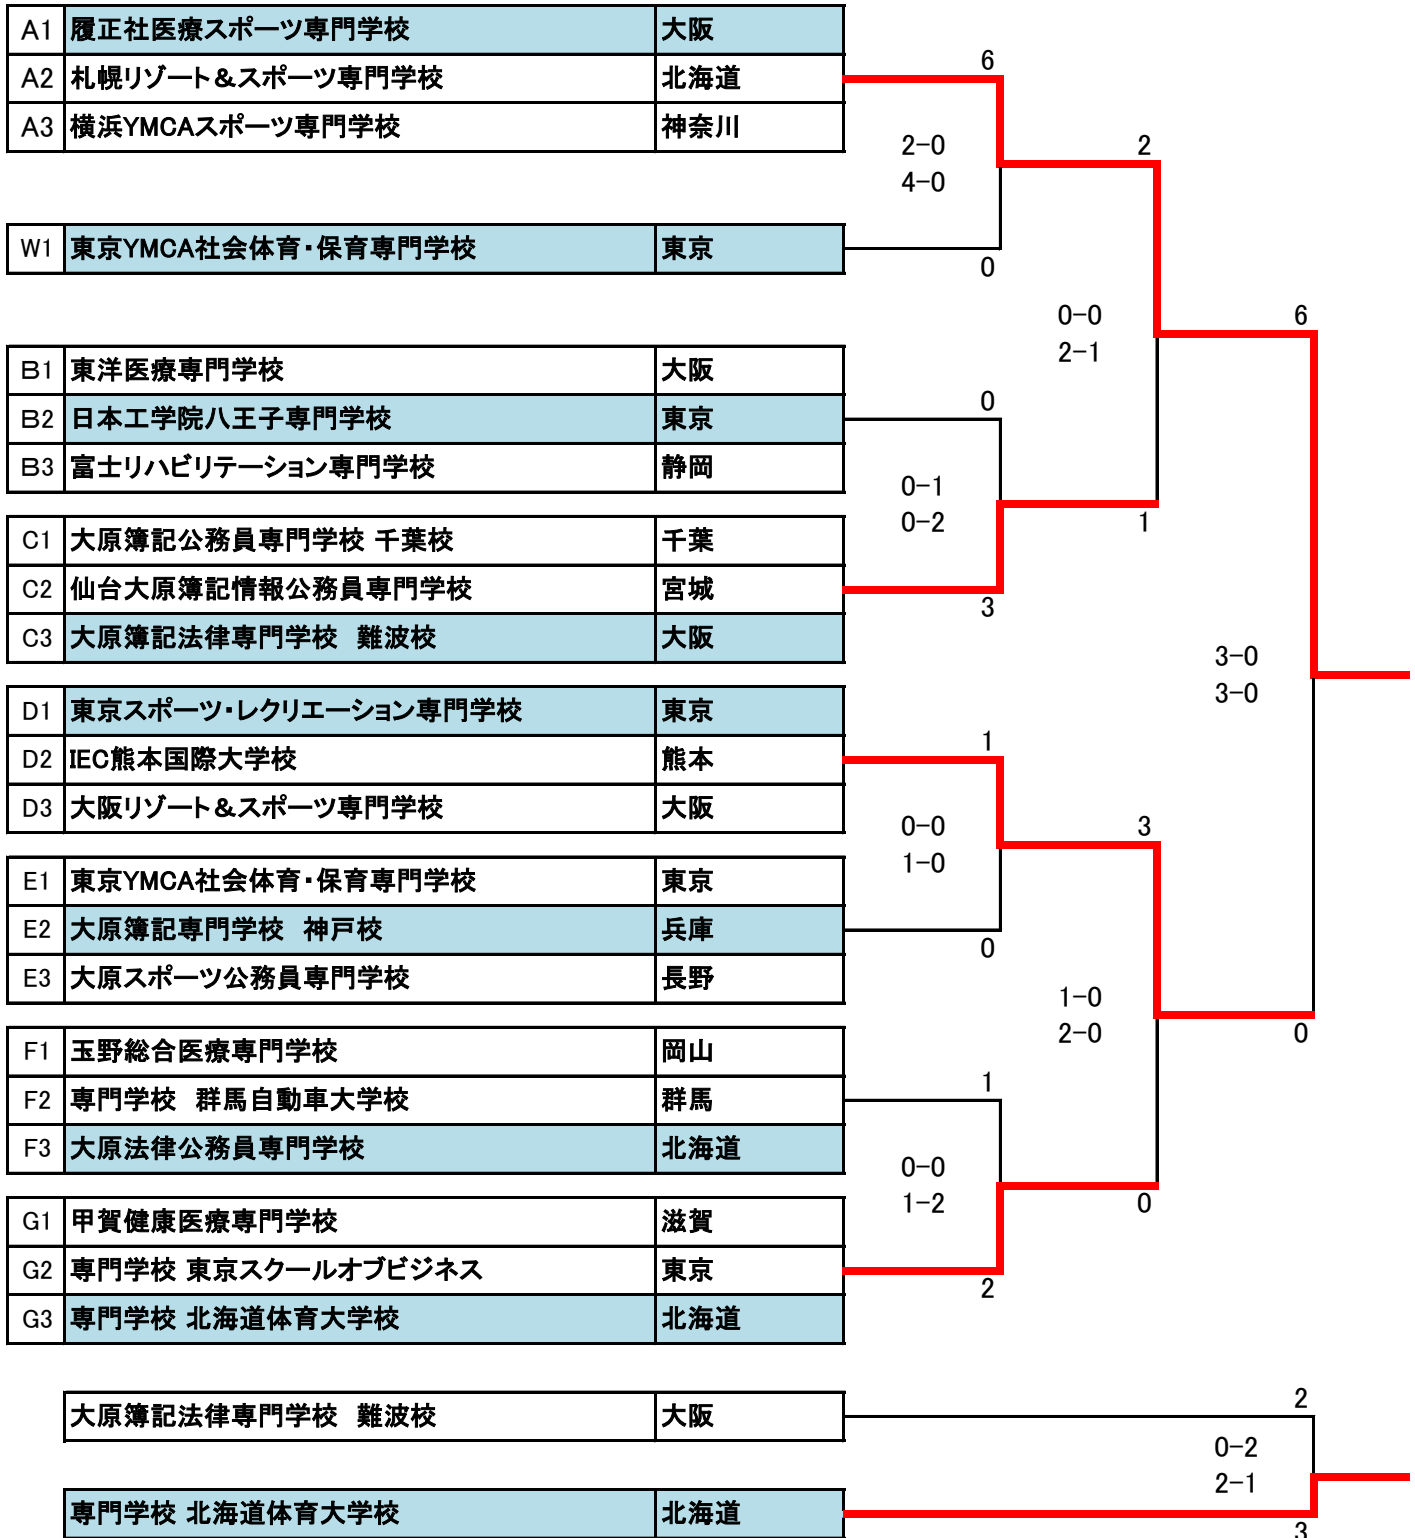 A1 履正社医療スポーツ専門学校 大阪
6
A2 札幌リゾート＆スポーツ専門学校 北海道
A3 横浜YMCAスポーツ専門学校 神奈川
2-0 2
4-0
W1 東京YMCA社会体育・保育専門学校 東京
0
0-0 6
2-1
B1 東洋医療専門学校 大阪
0
B2 日本工学院八王子専門学校 東京
B3 富士リハビリテーション専門学校 静岡
0-1
0-2 1
C1 大原簿記公務員専門学校 千葉校 千葉
C2 仙台大原簿記情報公務員専門学校 宮城
3
C3 大原簿記法律専門学校　難波校 大阪
3-0
3-0
D1 東京スポーツ・レクリエーション専門学校 東京
1
D2 IEC熊本国際大学校 熊本
D3 大阪リゾート＆スポーツ専門学校 大阪
0-0 3
1-0
E1 東京YMCA社会体育・保育専門学校 東京
E2 大原簿記専門学校　神戸校 兵庫
0
E3 大原スポーツ公務員専門学校 長野
1-0
2-0 0
F1 玉野総合医療専門学校 岡山
1
F2 専門学校　群馬自動車大学校 群馬
F3 大原法律公務員専門学校 北海道
0-0
1-2 0
G1 甲賀健康医療専門学校 滋賀
G2 専門学校 東京スクールオブビジネス 東京
2
G3 専門学校 北海道体育大学校 北海道
2
大原簿記法律専門学校　難波校 大阪
0-2
2-1
専門学校 北海道体育大学校 北海道
3